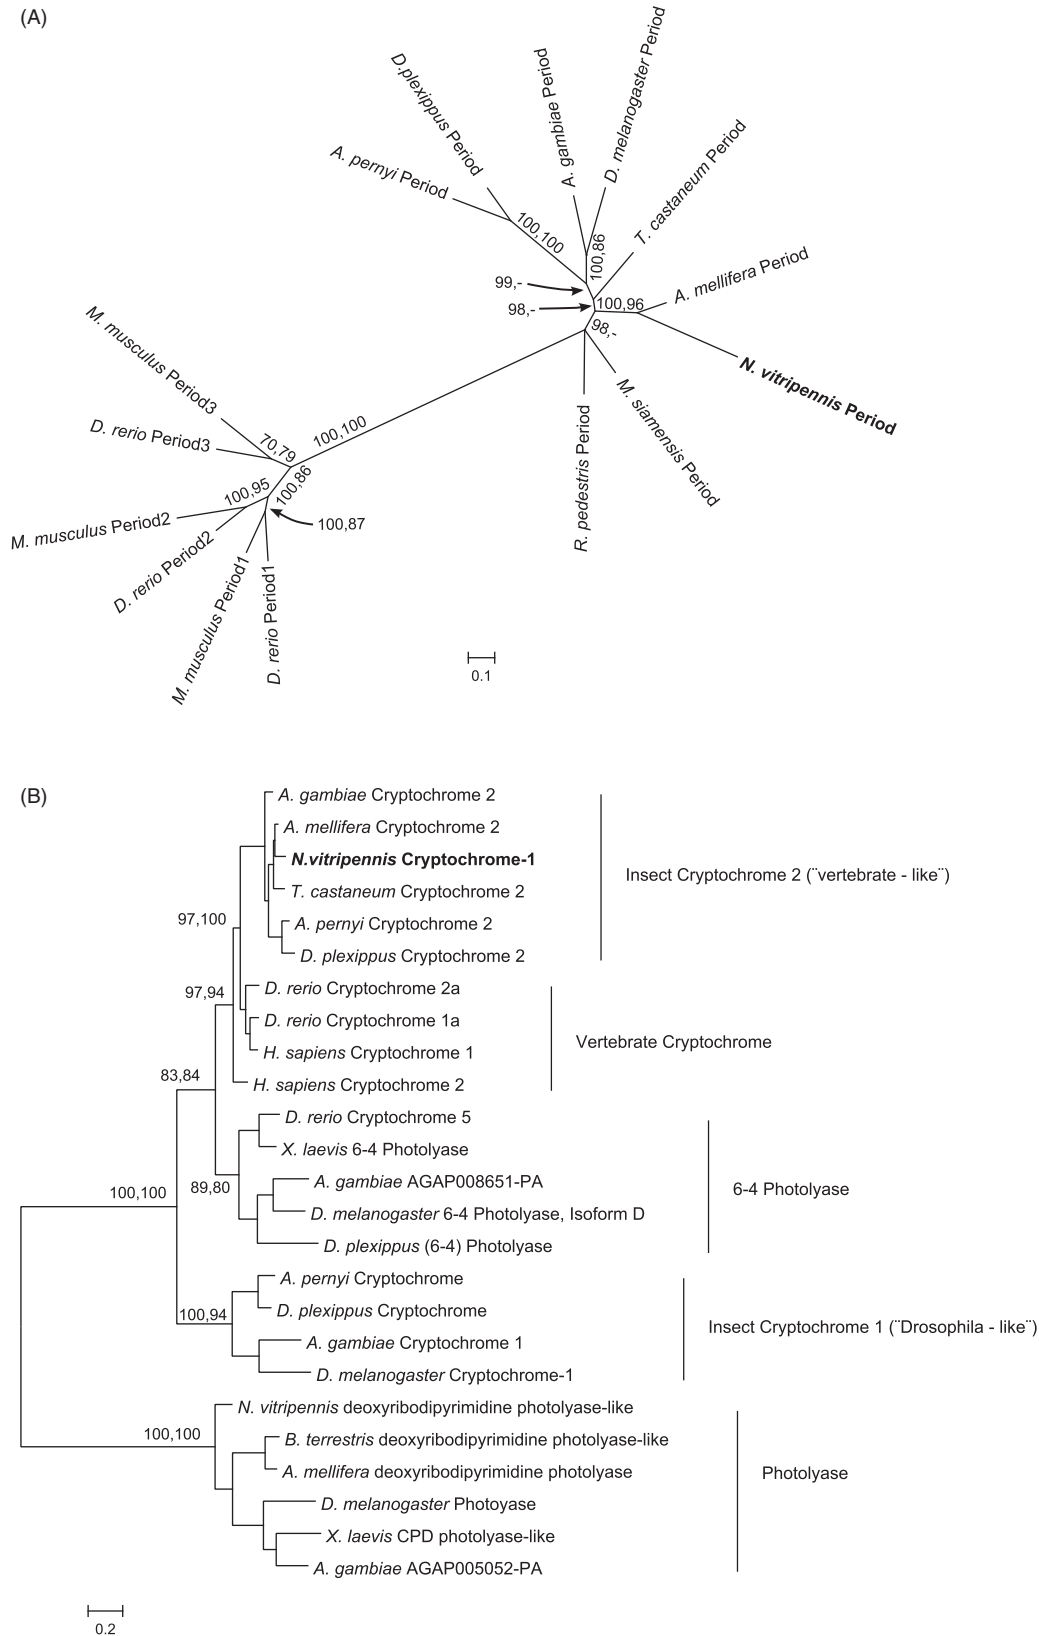 (A)
D.plexippus Period
A. gambiae Period
D. melanogaster Period
A. pernyi Period
T. castaneum Period
100,100
100,86
A. mellifera Period
99,-
98,-
100,96
98,-
N. vitripennis Period
M. siamensis Period
R. pedestris Period
M. musculus Period3
D. rerio Period3
70,79
100,100
100,86
100,95
M. musculus Period2
100,87
D. rerio Period2
M. musculus Period1
D. rerio Period1
0.1
(B)
A. gambiae Cryptochrome 2
A. mellifera Cryptochrome 2
N.vitripennis Cryptochrome-1
Insect Cryptochrome 2 (¨vertebrate - like¨)
T. castaneum Cryptochrome 2
97,100
A. pernyi Cryptochrome 2
D. plexippus Cryptochrome 2
97,94
D. rerio Cryptochrome 2a
D. rerio Cryptochrome 1a
Vertebrate Cryptochrome
H. sapiens Cryptochrome 1
83,84
H. sapiens Cryptochrome 2
D. rerio Cryptochrome 5
X. laevis 6-4 Photolyase
89,80
A. gambiae AGAP008651-PA
6-4 Photolyase
100,100
D. melanogaster 6-4 Photolyase, Isoform D
D. plexippus (6-4) Photolyase
A. pernyi Cryptochrome
D. plexippus Cryptochrome
100,94
Insect Cryptochrome 1 (¨Drosophila - like¨)
A. gambiae Cryptochrome 1
D. melanogaster Cryptochrome-1
N. vitripennis deoxyribodipyrimidine photolyase-like
100,100
B. terrestris deoxyribodipyrimidine photolyase-like
A. mellifera deoxyribodipyrimidine photolyase
Photolyase
D. melanogaster Photoyase
X. laevis CPD photolyase-like
A. gambiae AGAP005052-PA
0.2